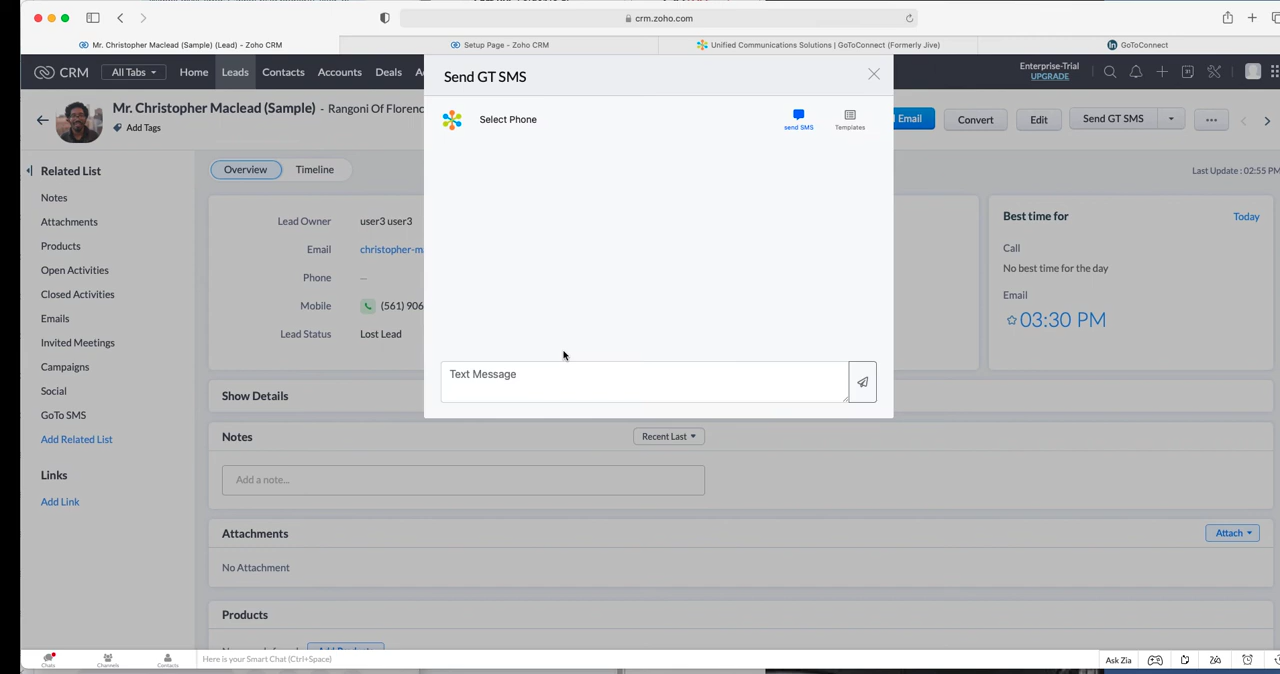 crm.zoho.com
Mr. Christopher Maclead (Sample) (Lead) - Zoho CRM
Setup Page - Zoho CRM
Unified Communications Solutions | GoToConnect (Formerly Jive)
GoToConnect
CRM
All Tabs
Home
Leads
Contacts
Accounts
Deals
Enterprise-Trial
UPGRADE
Send GT SMS
Mr. Christopher Maclead (Sample) - Rangoni Of Florenc
Add Tags
Select Phone
send SMS
Templates
Email
Convert
Edit
Send GT SMS
Related List
Overview
Timeline
Last Update : 02:55 PM
Notes
Attachments
Products
Open Activities
Closed Activities
Emails
Invited Meetings
Campaigns
Social
GoTo SMS
Add Related List
Links
Add Link
Lead Owner user3 user3
Email christopher-m
Phone —
Mobile (561) 906
Lead Status Lost Lead
Best time for Today
Call
No best time for the day
Email
03:30 PM
Text Message
Show Details
Notes
Recent Last
Add a note...
Attachments
Attach
No Attachment
Products
Chats
Channels
Contacts
Here is your Smart Chat (Ctrl+Space)
Ask Zia